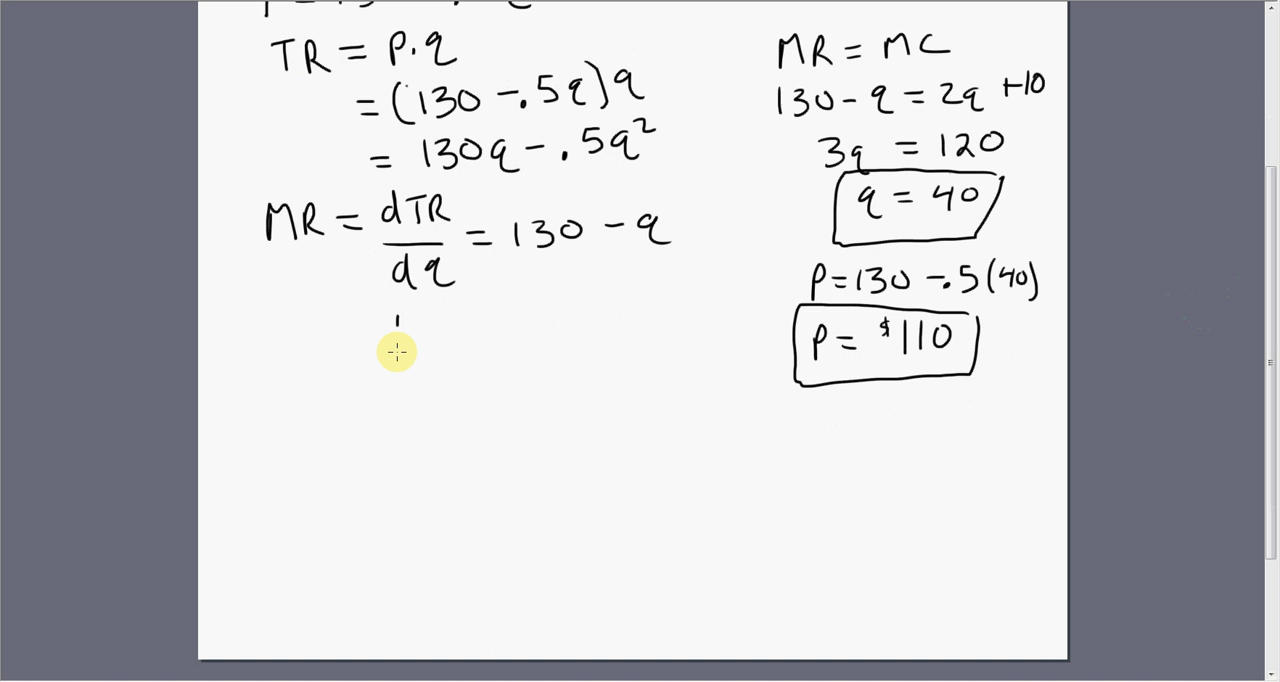 TR = P.q
= (130 - .5q)q
= 130q - .5q²
MR = dTR/dq = 130 - q
MR = MC
130 - q = 2q +10
3q = 120
q = 40
P = 130 - .5(40)
P = $110